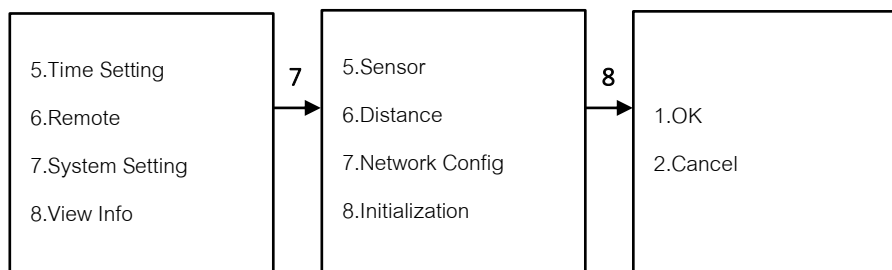 5.Time Setting
6.Remote
7.System Setting
8.View Info
7
5.Sensor
6.Distance
7.Network Config
8.Initialization
8
1.OK
2.Cancel